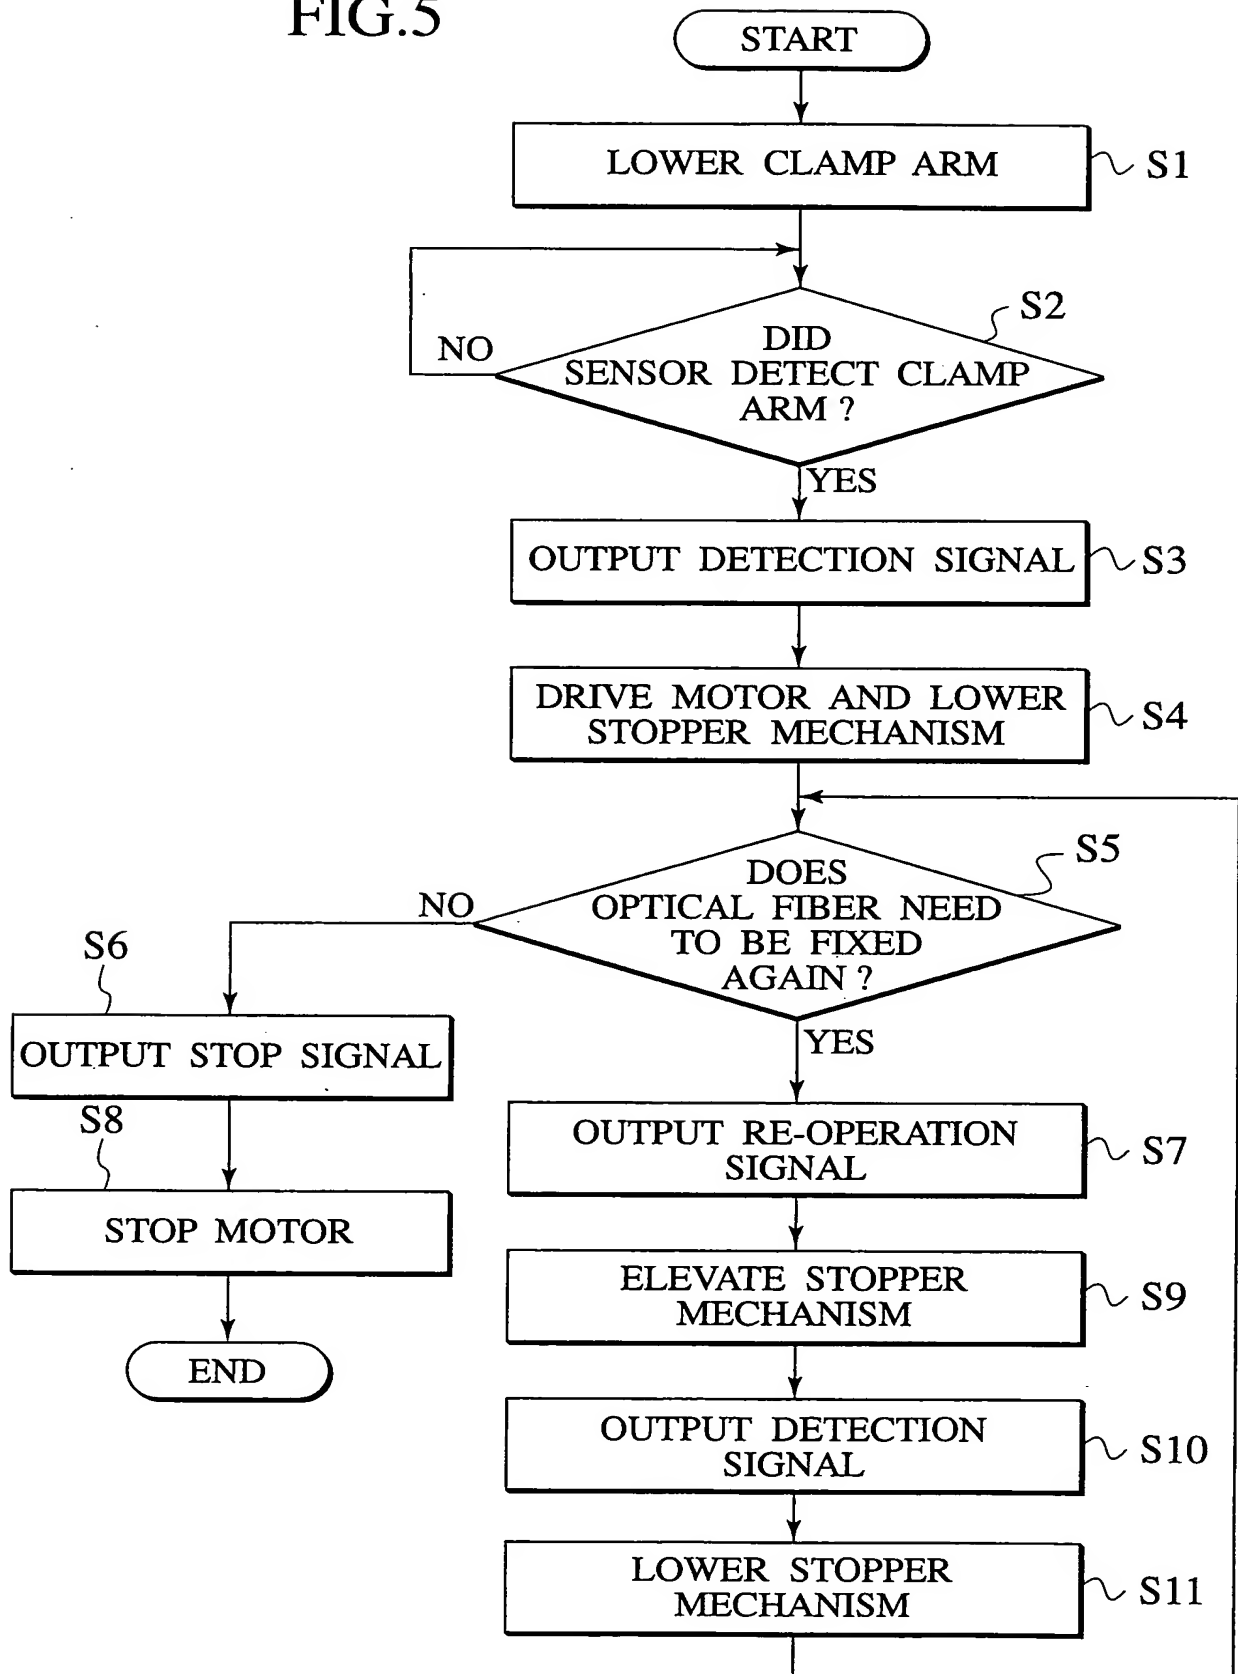 FIG.5
START
LOWER CLAMP ARM
S1
S2
NO
DID
SENSOR DETECT CLAMP
ARM ?
YES
OUTPUT DETECTION SIGNAL
S3
DRIVE MOTOR AND LOWER
STOPPER MECHANISM
S4
S5
NO
DOES
OPTICAL FIBER NEED
TO BE FIXED
AGAIN ?
YES
S6
OUTPUT STOP SIGNAL
S8
STOP MOTOR
END
OUTPUT RE-OPERATION
SIGNAL
S7
ELEVATE STOPPER
MECHANISM
S9
OUTPUT DETECTION
SIGNAL
S10
LOWER STOPPER
MECHANISM
S11